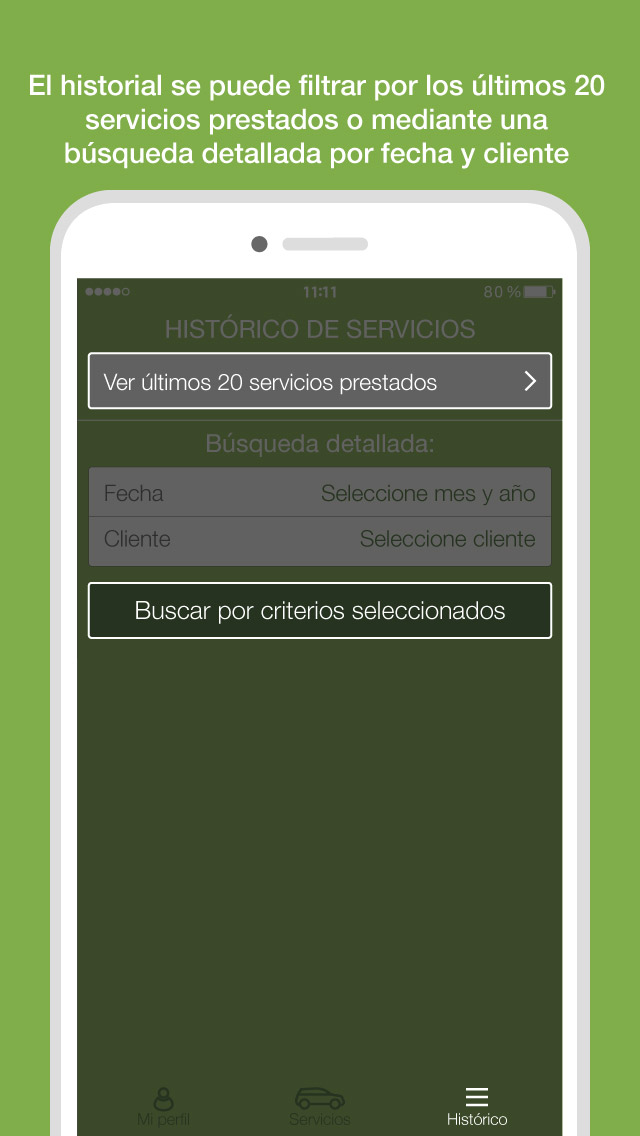 El historial se puede filtrar por los últimos 20
servicios prestados o mediante una
búsqueda detallada por fecha y cliente
11:11
80 %
HISTÓRICO DE SERVICIOS
Ver últimos 20 servicios prestados
Búsqueda detallada:
Fecha Seleccione mes y año
Cliente Seleccione cliente
Buscar por criterios seleccionados
Mi perfil Servicios Histórico